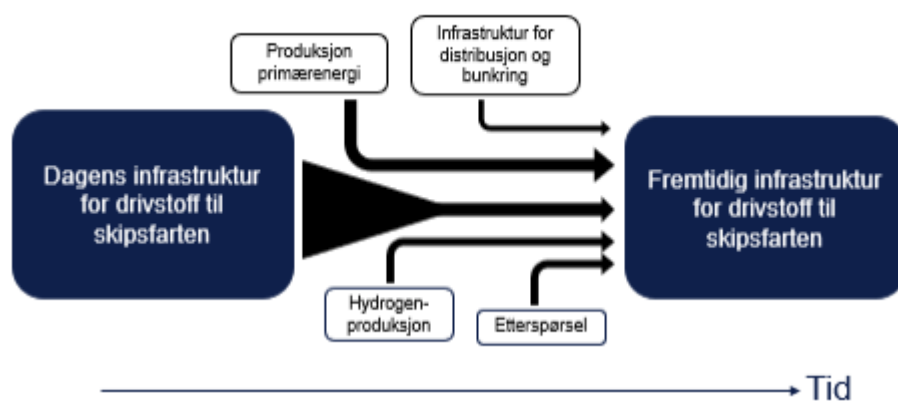 Produksjon
primærenergi
Infrastruktur for
distribusjon og
bunkring
Dagens infrastruktur
for drivstoff til
skipsfarten
Fremtidig infrastruktur
for drivstoff til
skipsfarten
Hydrogen-
produksjon
Etterspørsel
Tid